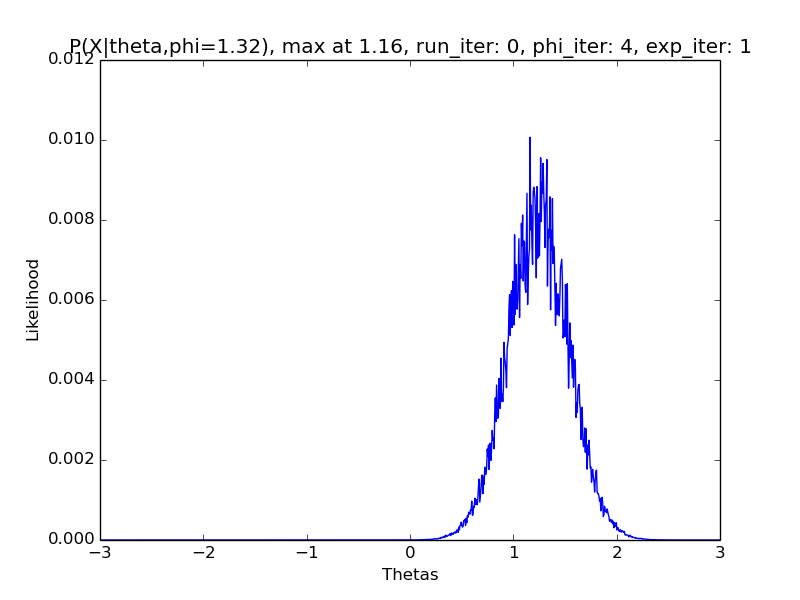 P(X|theta,phi=1.32), max at 1.16, run_iter: 0, phi_iter: 4, exp_iter: 1
0.012
0.010
0.008
0.006
0.004
0.002
0.000
Likelihood
−3 −2 −1 0 1 2 3
Thetas